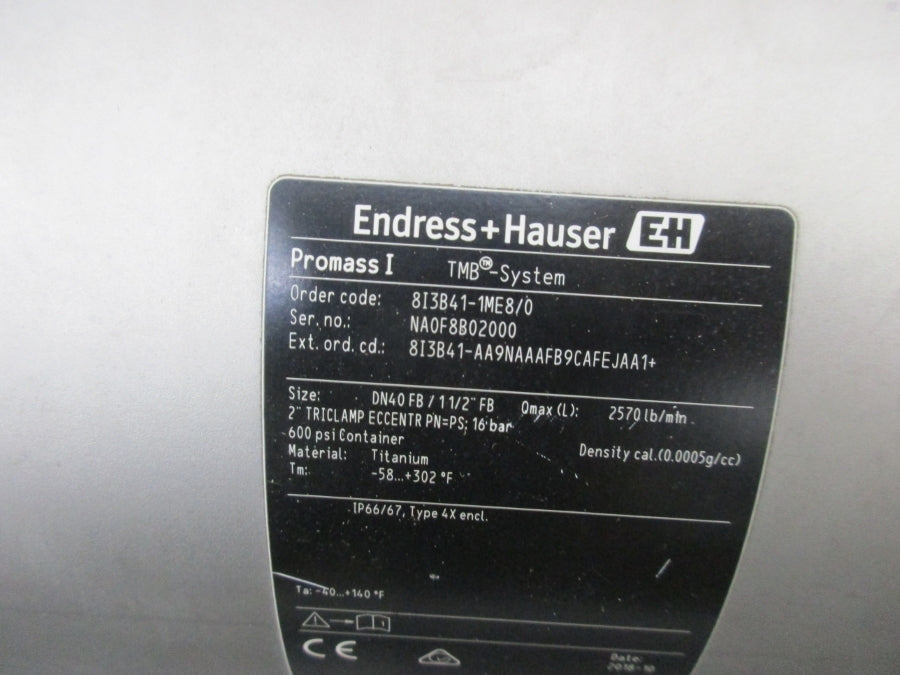 Endress+Hauser EH
Promass I TMB™-System
Order code: 8I3B41-1ME8/0
Ser. no.: NA0F8B02000
Ext. ord. cd.: 8I3B41-AA9NAAAFB9CAFEJAA1+
Size: DN40 FB / 1 1/2" FB Qmax (L): 2570 lb/min
2" TRICLAMP ECCENTR PN=PS; 16 bar
600 psi Container Density cal.(0.0005g/cc)
Material: Titanium
Tm: -58...+302 °F
IP66/67, Type 4X encl.
Ta: -40...+140 °F
CE
Date:
2018-10